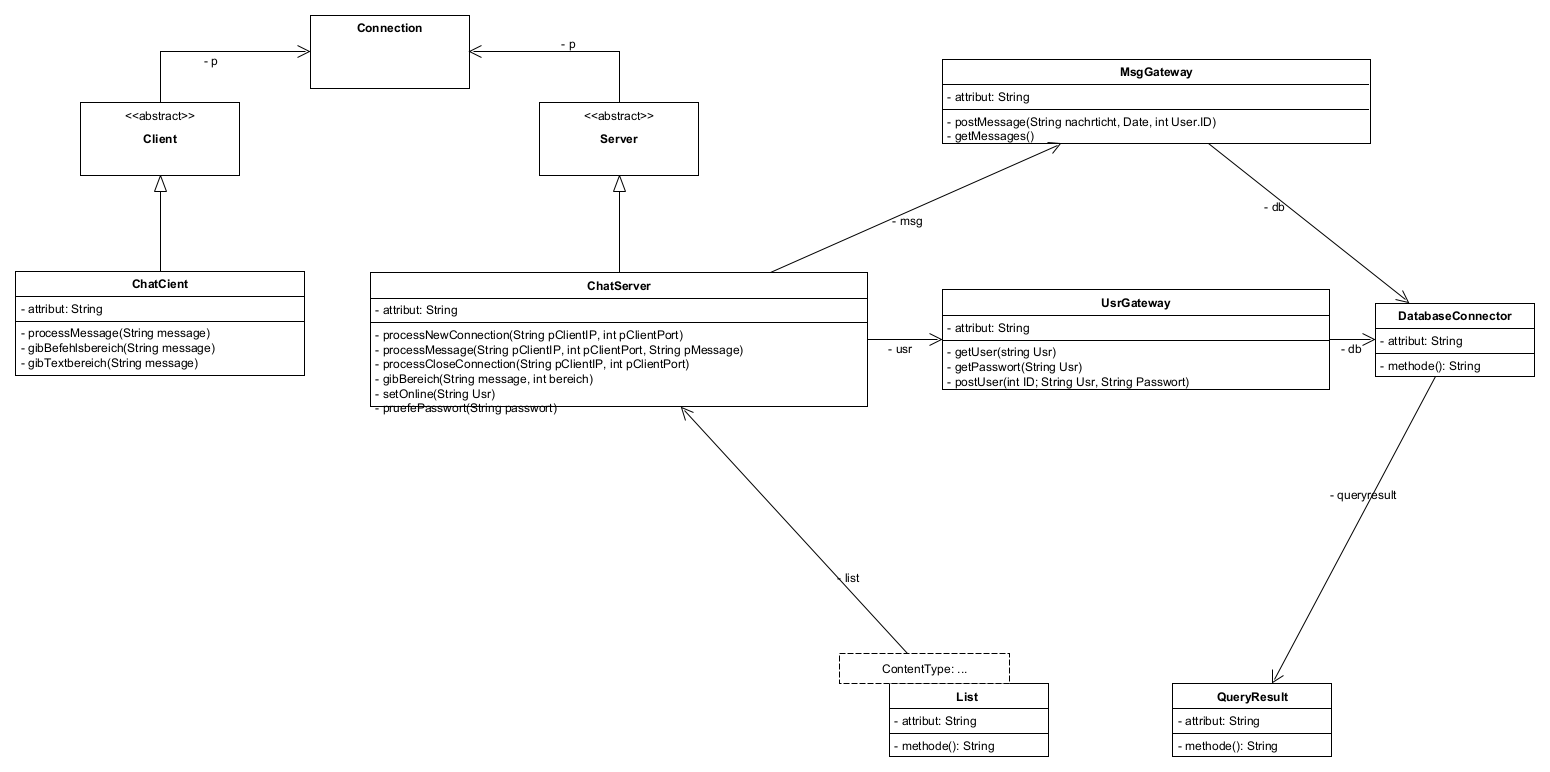 Connection
- p
- p
<<abstract>>
Client
<<abstract>>
Server
MsgGateway
- attribut: String
- postMessage(String nachrticht, Date, int User.ID)
- getMessages()
- msg
- db
ChatCient
- attribut: String
- processMessage(String message)
- gibBefehlsbereich(String message)
- gibTextbereich(String message)
ChatServer
- attribut: String
- processNewConnection(String pClientIP, int pClientPort)
- processMessage(String pClientIP, int pClientPort, String pMessage)
- processCloseConnection(String pClientIP, int pClientPort)
- gibBereich(String message, int bereich)
- setOnline(String Usr)
- pruefePasswort(String passwort)
- usr
UsrGateway
- attribut: String
- getUser(string Usr)
- getPasswort(String Usr)
- postUser(int ID; String Usr, String Passwort)
- db
DatabaseConnector
- attribut: String
- methode(): String
- queryresult
- list
ContentType: ...
List
- attribut: String
- methode(): String
QueryResult
- attribut: String
- methode(): String